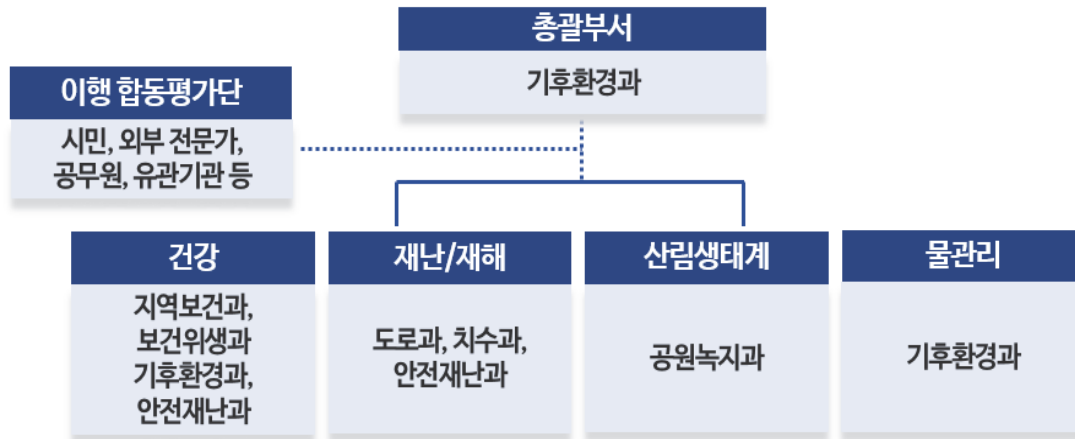 총괄부서
기후환경과
이행 합동평가단
시민, 외부 전문가,
공무원, 유관기관 등
건강
지역보건과,
보건위생과
기후환경과,
안전재난과
재난/재해
도로과, 치수과,
안전재난과
산림생태계
공원녹지과
물관리
기후환경과